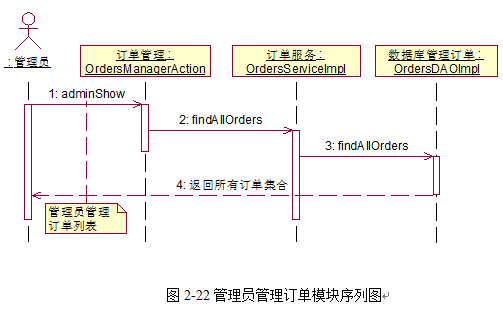 : 管理员
订单管理 :
OrdersManagerAction
订单服务 :
OrdersServiceImpl
数据库管理订单 :
OrdersDAOImpl
1: adminShow
2: findAllOrders
3: findAllOrders
4: 返回所有订单集合
管理员管理
订单列表
图 2-22 管理员管理订单模块序列图